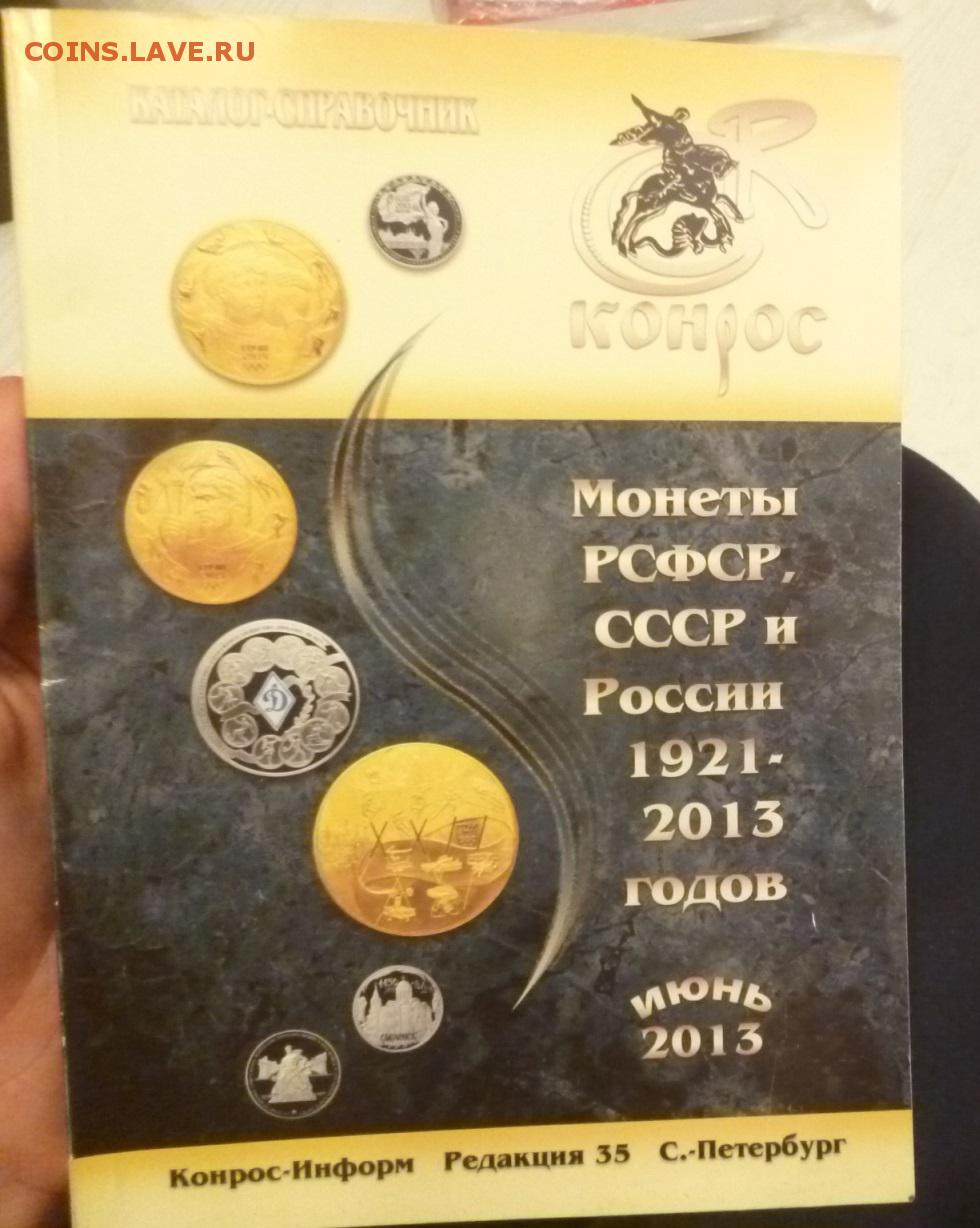 COINS.LAVE.RU
КАТАЛОГ-СПРАВОЧНИК
R
конрос
Монеты
РСФСР,
СССР и
России
1921-
2013
годов
Д
июнь
2013
Конрос-Информ Редакция 35 С.-Петербург